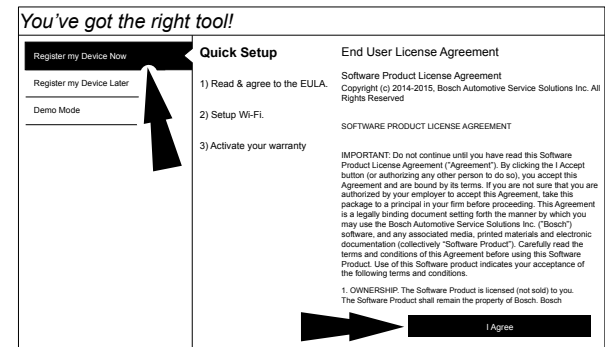 You've got the right tool!
Register my Device Now
Register my Device Later
Demo Mode
Quick Setup
1) Read & agree to the EULA.
2) Setup Wi-Fi.
3) Activate your warranty
End User License Agreement
Software Product License Agreement
Copyright (c) 2014-2015, Bosch Automotive Service Solutions Inc. All
Rights Reserved
SOFTWARE PRODUCT LICENSE AGREEMENT
IMPORTANT: Do not continue until you have read this Software
Product License Agreement ("Agreement"). By clicking the I Accept
button (or authorizing any other person to do so), you accept this
Agreement and are bound by its terms. If you are not sure that you are
authorized by your employer to accept this Agreement, take this
package to a principal in your firm before proceeding. This Agreement
is a legally binding document setting forth the manner by which you
may use the Bosch Automotive Service Solutions Inc. ("Bosch")
software, and any associated media, printed materials and electronic
documentation (collectively "Software Product"). Carefully read the
terms and conditions of this Agreement before using this Software
Product. Use of this Software product indicates your acceptance of
the following terms and conditions.
1. OWNERSHIP. The Software Product is licensed (not sold) to you.
The Software Product shall remain the property of Bosch. Bosch
I Agree